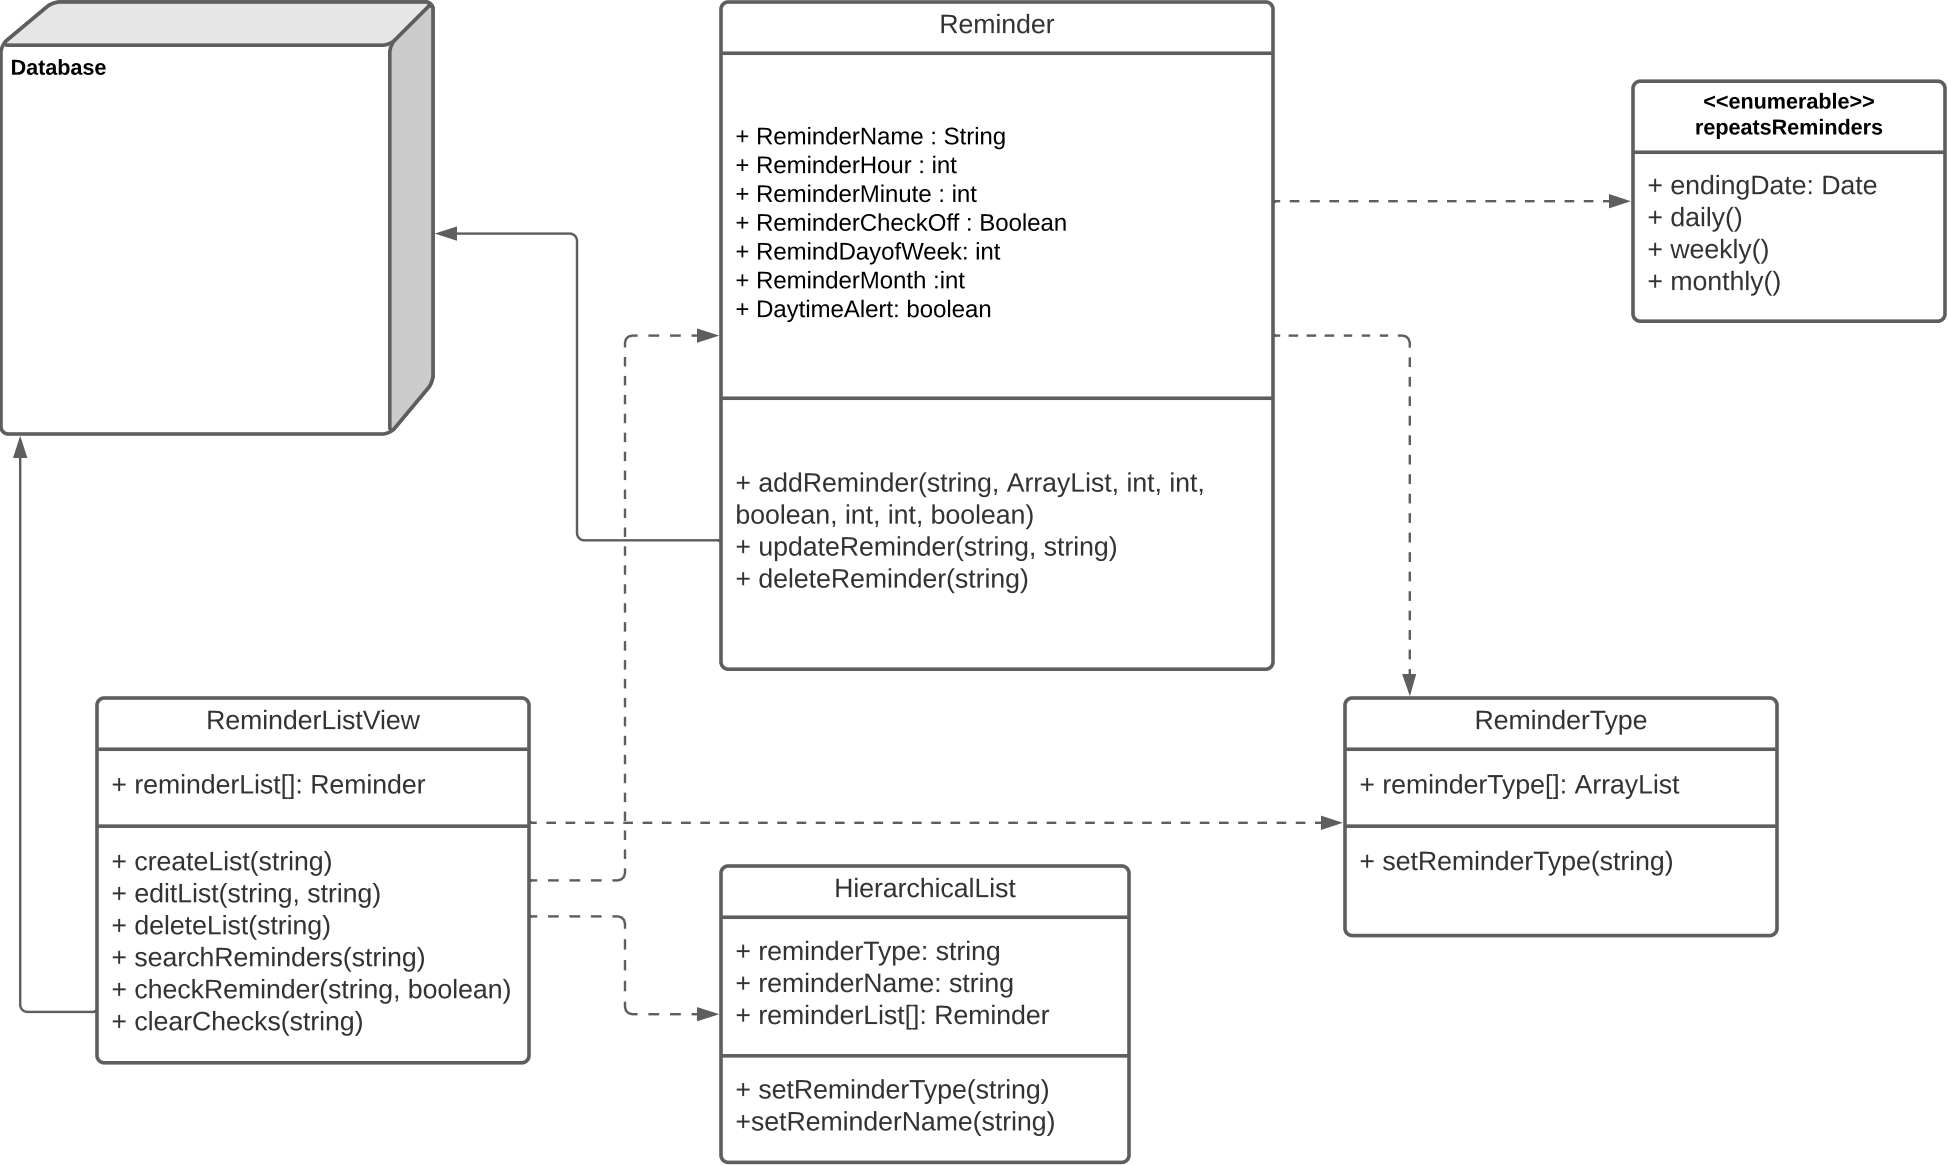 Database
Reminder
+ ReminderName : String
+ ReminderHour : int
+ ReminderMinute : int
+ ReminderCheckOff : Boolean
+ RemindDayofWeek: int
+ ReminderMonth :int
+ DaytimeAlert: boolean
+ addReminder(string, ArrayList, int, int,
boolean, int, int, boolean)
+ updateReminder(string, string)
+ deleteReminder(string)
<<enumerable>>
repeatsReminders
+ endingDate: Date
+ daily()
+ weekly()
+ monthly()
ReminderListView
+ reminderList[]: Reminder
+ createList(string)
+ editList(string, string)
+ deleteList(string)
+ searchReminders(string)
+ checkReminder(string, boolean)
+ clearChecks(string)
HierarchicalList
+ reminderType: string
+ reminderName: string
+ reminderList[]: Reminder
+ setReminderType(string)
+setReminderName(string)
ReminderType
+ reminderType[]: ArrayList
+ setReminderType(string)